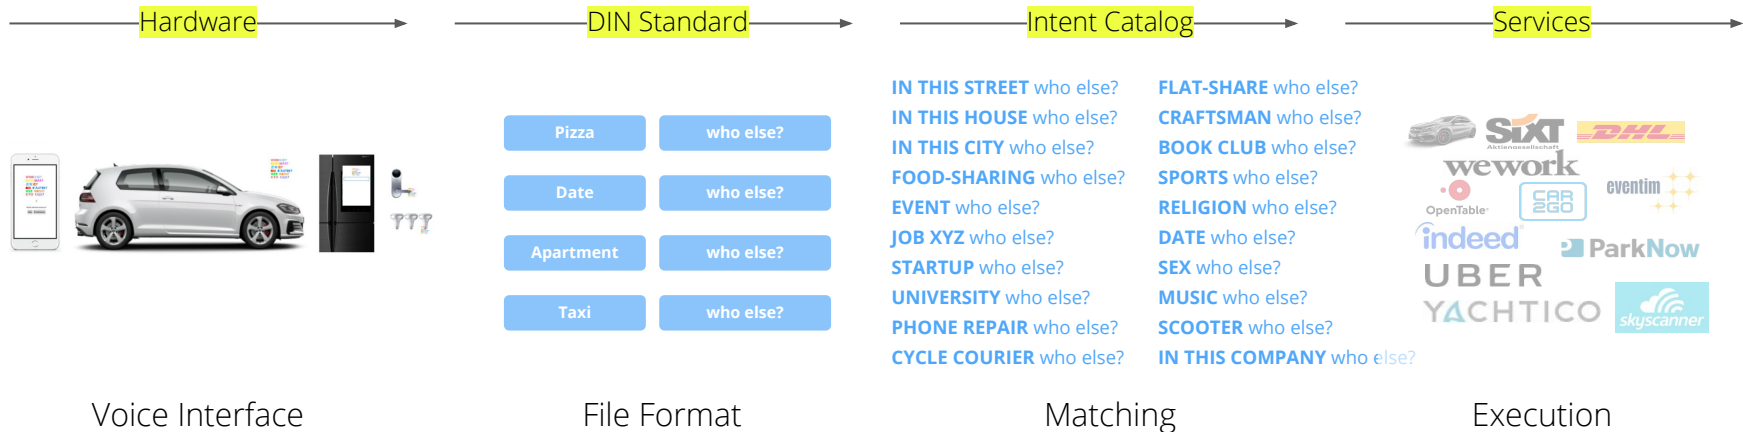 Hardware
DIN Standard
Intent Catalog
Services
Pizza who else?
Date who else?
Apartment who else?
Taxi who else?
IN THIS STREET who else?
IN THIS HOUSE who else?
IN THIS CITY who else?
FOOD-SHARING who else?
EVENT who else?
JOB XYZ who else?
STARTUP who else?
UNIVERSITY who else?
PHONE REPAIR who else?
CYCLE COURIER who else?
FLAT-SHARE who else?
CRAFTSMAN who else?
BOOK CLUB who else?
SPORTS who else?
RELIGION who else?
DATE who else?
SEX who else?
MUSIC who else?
SCOOTER who else?
IN THIS COMPANY who else?
SIXT
Aktiengesellschaft
DHL
wework
OpenTable
CAR
2GO
eventim
indeed
ParkNow
UBER
YACHTICO
skyscanner
Voice Interface
File Format
Matching
Execution